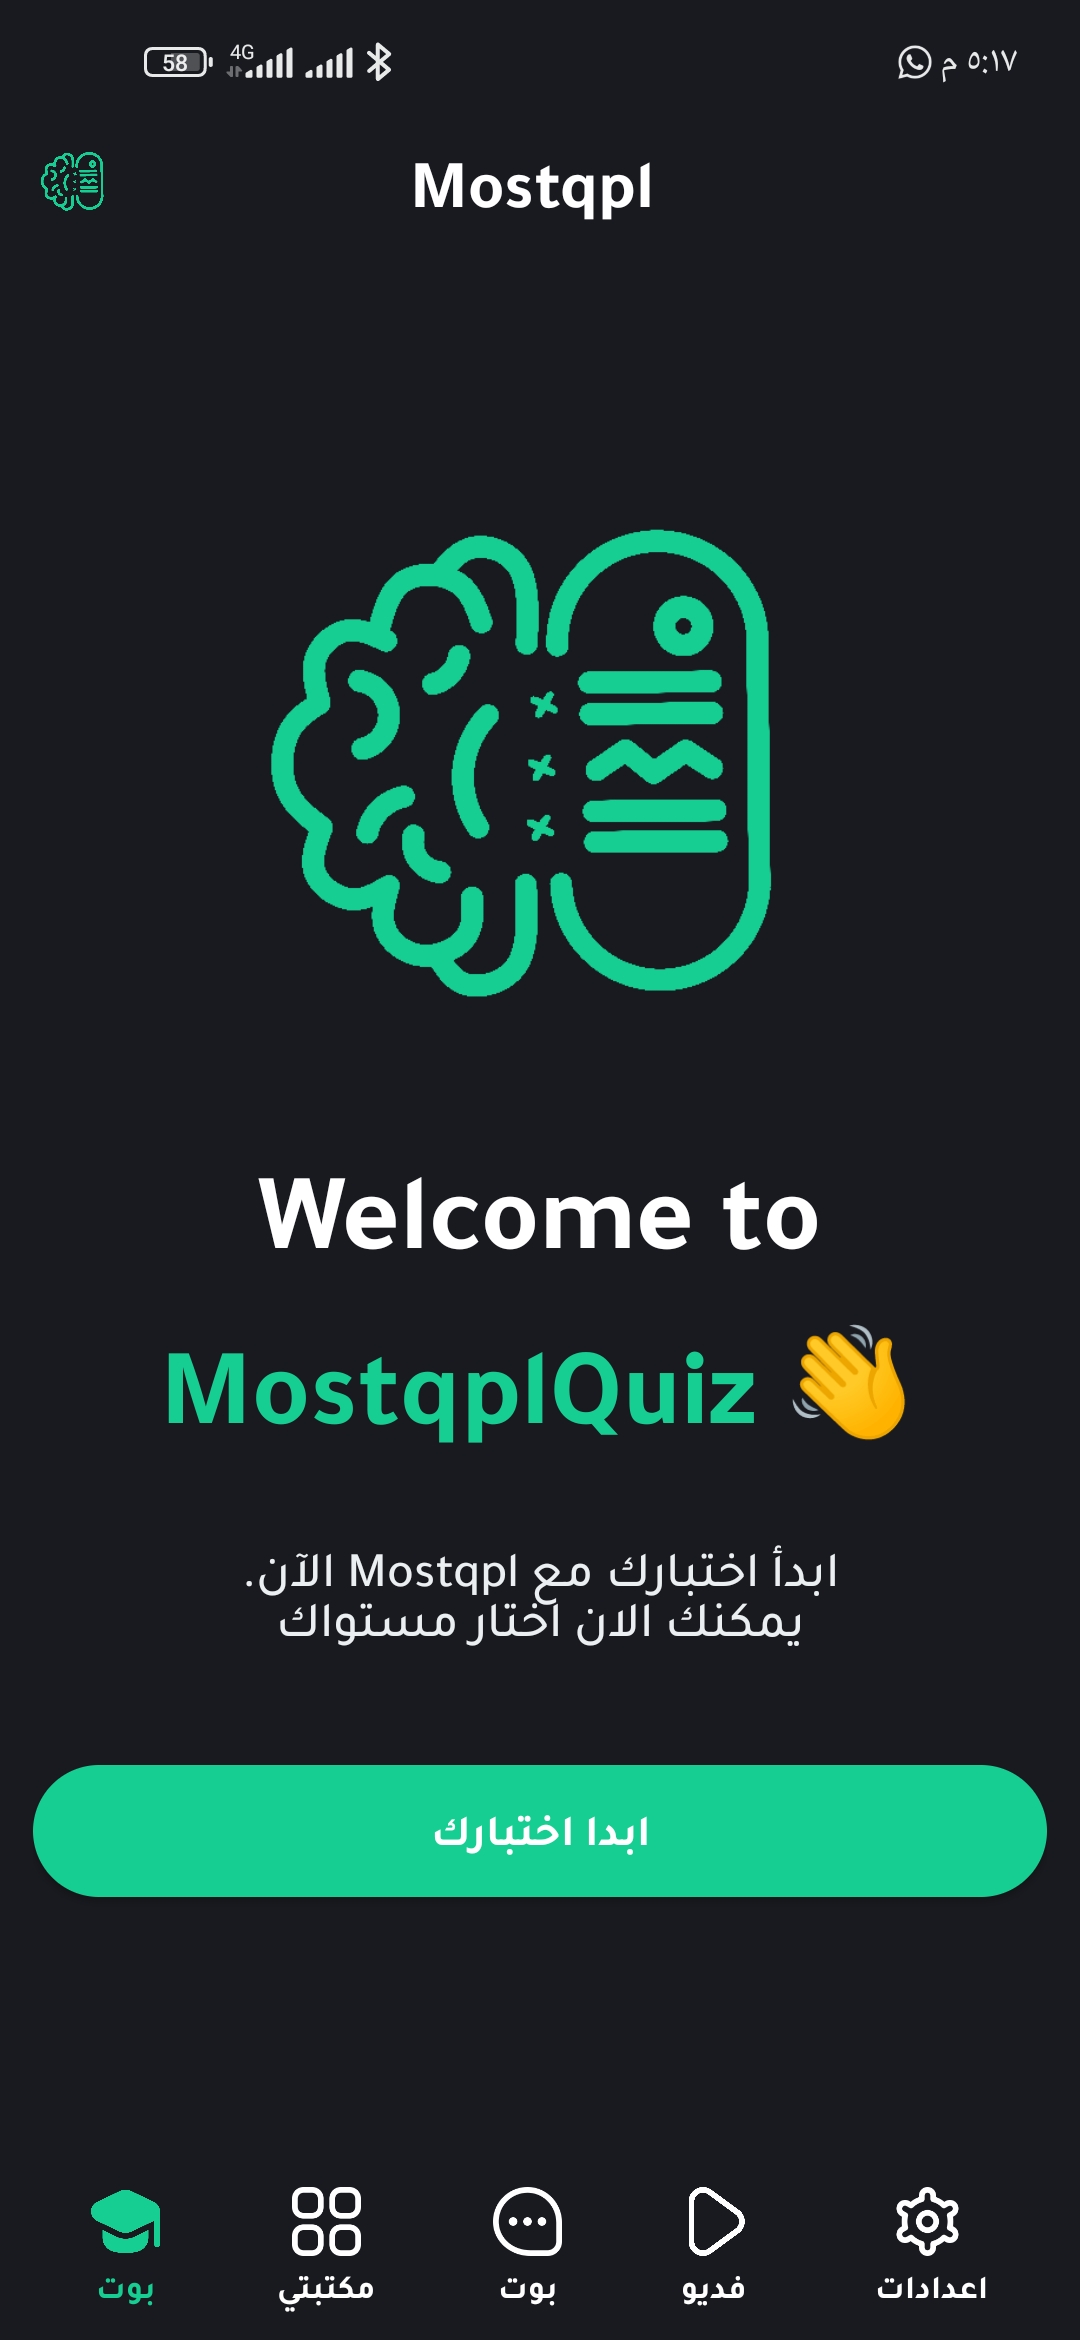 58 4G ٥:١٧ م
Mostqpl
Welcome to
MostqplQuiz 👋
ابدأ اختبارك مع Mostqpl الآن.
يمكنك الان اختار مستواك
ابدا اختبارك
اعدادات
فديو
بوت
مكتبتي
بوت